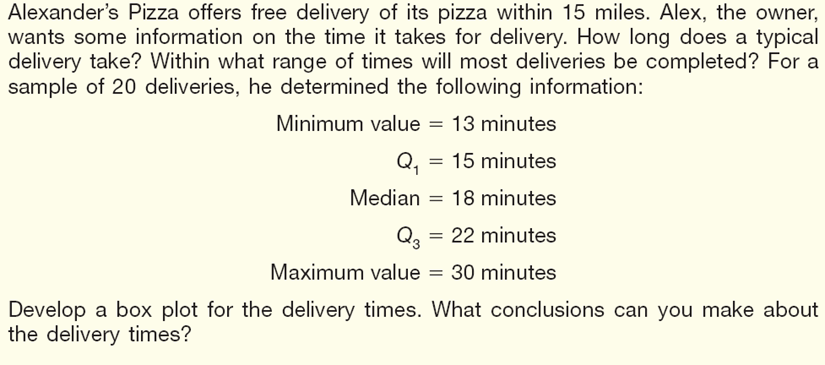 Alexander's Pizza offers free delivery of its pizza within 15 miles. Alex, the owner,
wants some information on the time it takes for delivery. How long does a typical
delivery take? Within what range of times will most deliveries be completed? For a
sample of 20 deliveries, he determined the following information:
Minimum value = 13 minutes
Q₁ = 15 minutes
Median = 18 minutes
Q₃ = 22 minutes
Maximum value = 30 minutes
Develop a box plot for the delivery times. What conclusions can you make about
the delivery times?